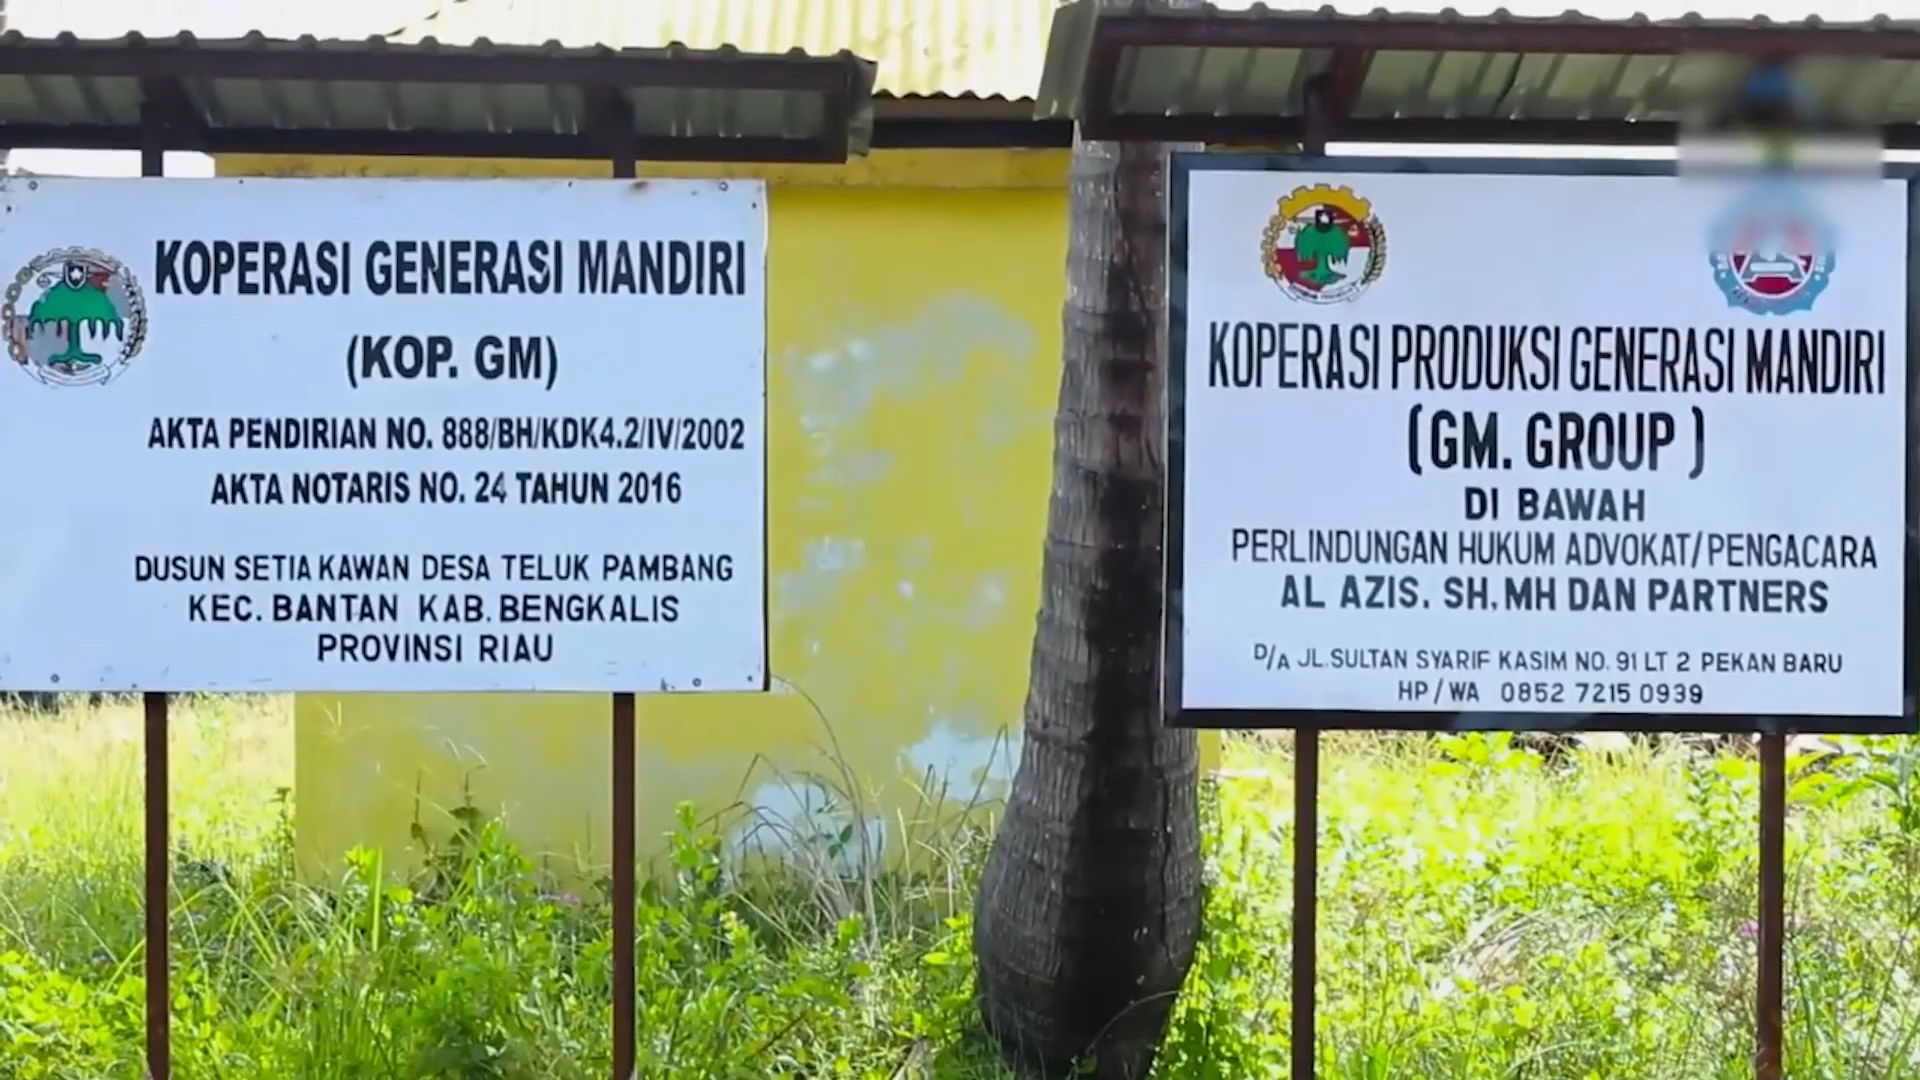 KOPERASI GENERASI MANDIRI
(KOP. GM)
AKTA PENDIRIAN NO. 888/BH/KDK4.2/IV/2002
AKTA NOTARIS NO. 24 TAHUN 2016
DUSUN SETIA KAWAN DESA TELUK PAMBANG
KEC. BANTAN KAB. BENGKALIS
PROVINSI RIAU
KOPERASI PRODUKSI GENERASI MANDIRI
(GM. GROUP)
DI BAWAH
PERLINDUNGAN HUKUM ADVOKAT/PENGACARA
AL AZIS. SH, MH DAN PARTNERS
D/A JL. SULTAN SYARIF KASIM NO. 91 LT 2 PEKAN BARU
HP / WA 0852 7215 0939